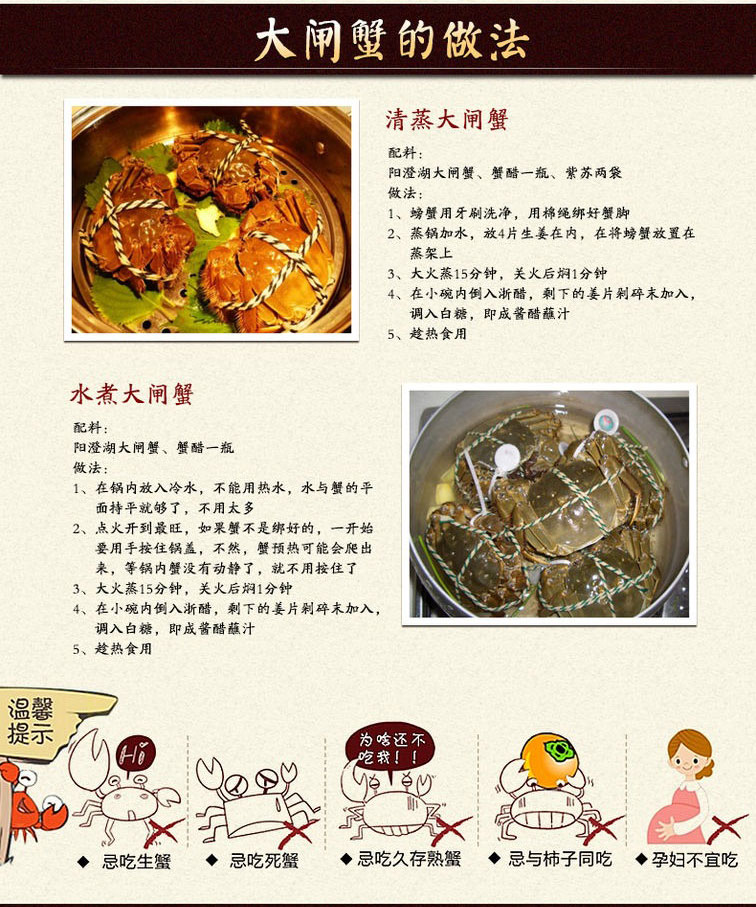 大闸蟹的做法
清蒸大闸蟹
配料：
阳澄湖大闸蟹、蟹醋一瓶、紫苏两袋
做法：
1、螃蟹用牙刷洗净，用棉绳绑好蟹脚
2、蒸锅加水，放4片生姜在内，在将螃蟹放置在
蒸架上
3、大火蒸15分钟，关火后焖1分钟
4、在小碗内倒入浙醋，剩下的姜片剁碎末加入，
调入白糖，即成酱醋蘸汁
5、趁热食用
水煮大闸蟹
配料：
阳澄湖大闸蟹、蟹醋一瓶
做法：
1、在锅内放入冷水，不能用热水，水与蟹的平
面持平就够了，不用太多
2、点火开到最旺，如果蟹不是绑好的，一开始
要用手按住锅盖，不然，蟹预热可能会爬出
来，等锅内蟹没有动静了，就不用按住了
3、大火蒸15分钟，关火后焖1分钟
4、在小碗内倒入浙醋，剩下的姜片剁碎末加入，
调入白糖，即成酱醋蘸汁
5、趁热食用
温馨
提示
Hi
为啥还不
吃我！！
◆ 忌吃生蟹
◆ 忌吃死蟹
◆ 忌吃久存熟蟹
◆ 忌与柿子同吃
◆ 孕妇不宜吃